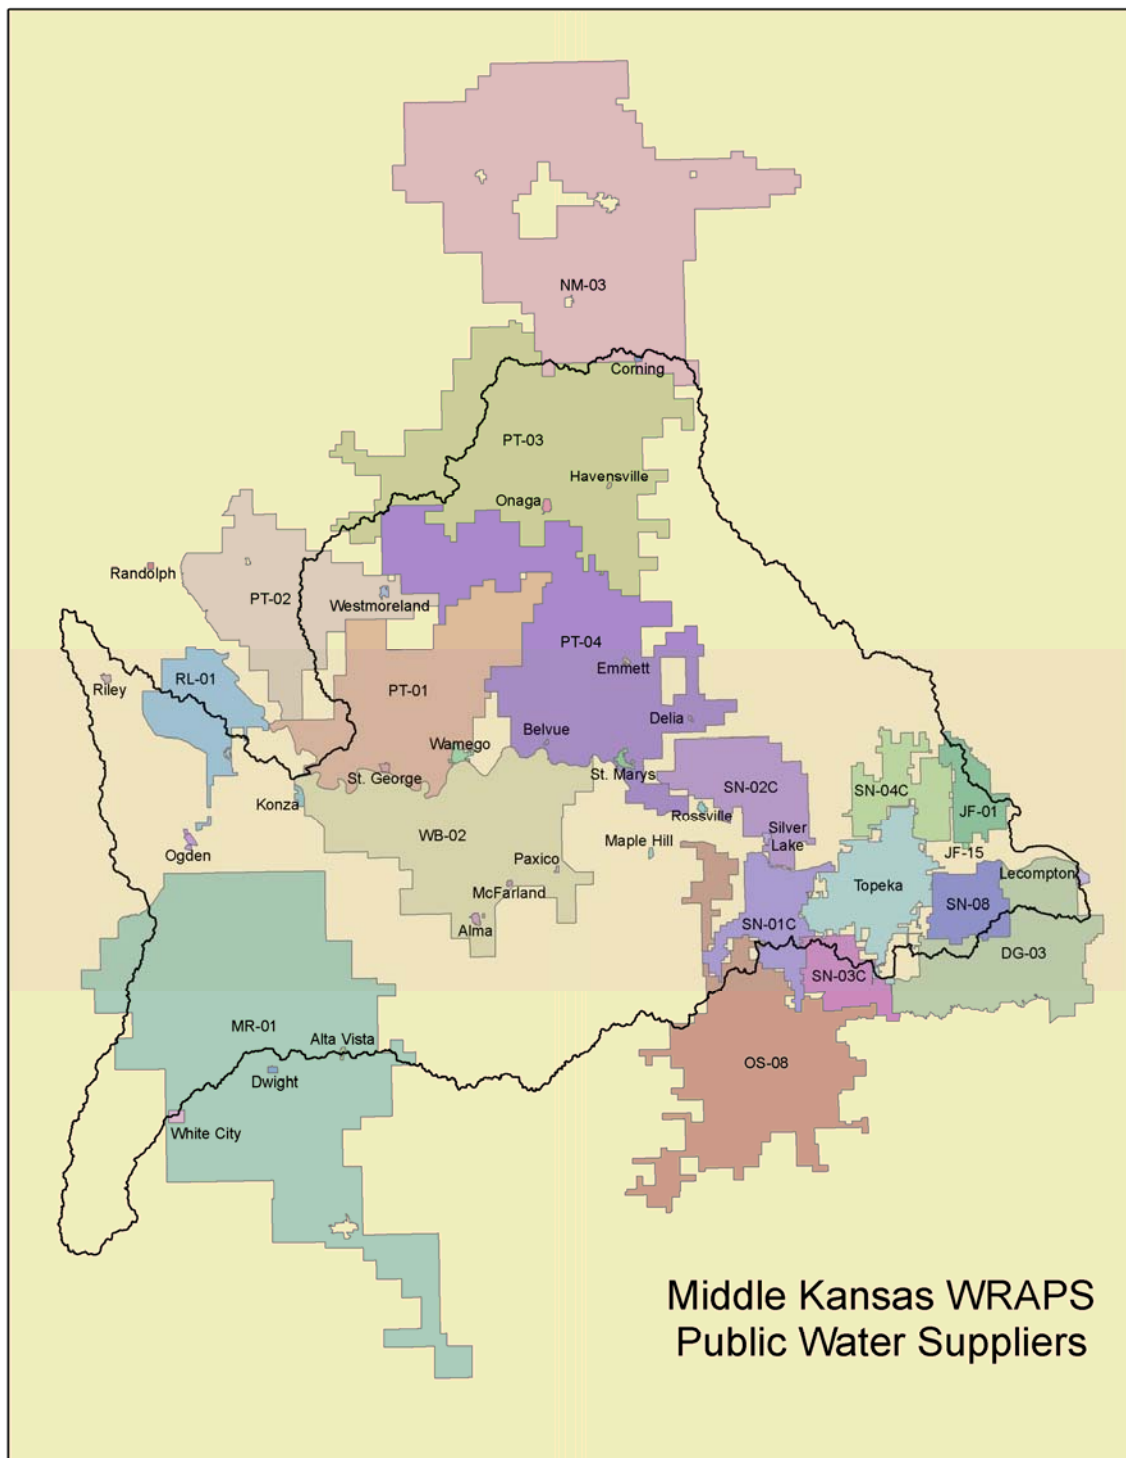 NM-03
Corning
PT-03
Havensville
Onaga
Randolph
PT-02
Westmoreland
PT-04
Emmett
RL-01
Riley
PT-01
Delia
Belvue
Wamego
St. George
St. Marys
SN-02C
SN-04C
Konza
Rossville
JF-01
WB-02
Silver
Lake
Maple Hill
JF-15
Ogden
Paxico
Topeka
Lecompton
McFarland
SN-08
Alma
SN-01C
DG-03
SN-03C
MR-01
Alta Vista
OS-08
Dwight
White City
Middle Kansas WRAPS
Public Water Suppliers